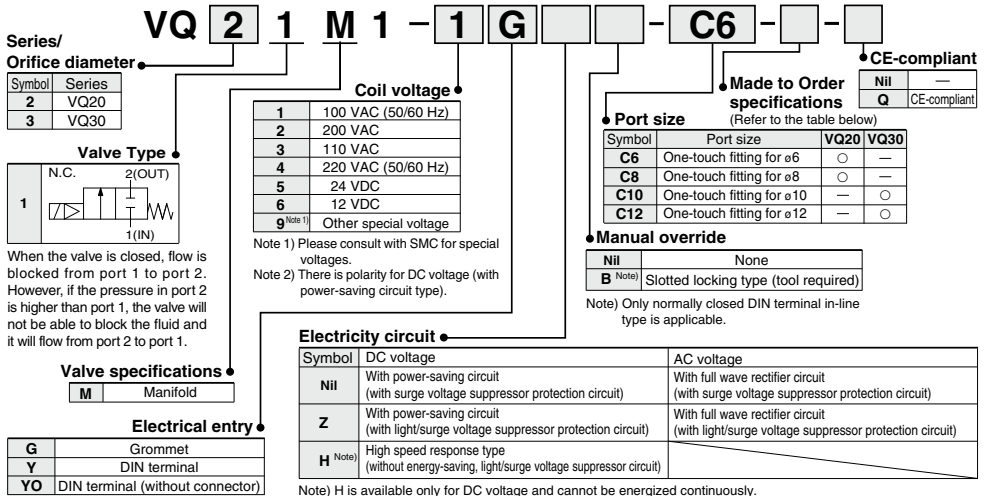 VQ 2 1 M 1 – 1 G – C6 – –
Series/
Orifice diameter
Symbol Series
2 VQ20
3 VQ30
Valve Type
1 N.C. 2(OUT)
1(IN)
When the valve is closed, flow is
blocked from port 1 to port 2.
However, if the pressure in port 2
is higher than port 1, the valve will
not be able to block the fluid and
it will flow from port 2 to port 1.
Valve specifications
M Manifold
Electrical entry
G Grommet
Y DIN terminal
YO DIN terminal (without connector)
Coil voltage
1 100 VAC (50/60 Hz)
2 200 VAC
3 110 VAC
4 220 VAC (50/60 Hz)
5 24 VDC
6 12 VDC
9 Note 1) Other special voltage
Note 1) Please consult with SMC for special
voltages.
Note 2) There is polarity for DC voltage (with
power-saving circuit type).
CE-compliant
Nil —
Q CE-compliant
Made to Order
specifications
(Refer to the table below)
Port size
Symbol Port size VQ20 VQ30
C6 One-touch fitting for ø6 ○ —
C8 One-touch fitting for ø8 ○ —
C10 One-touch fitting for ø10 — ○
C12 One-touch fitting for ø12 — ○
Manual override
Nil None
B Note) Slotted locking type (tool required)
Note) Only normally closed DIN terminal in-line
type is applicable.
Electricity circuit
Symbol DC voltage AC voltage
Nil With power-saving circuit With full wave rectifier circuit
(with surge voltage suppressor protection circuit) (with surge voltage suppressor protection circuit)
Z With power-saving circuit With full wave rectifier circuit
(with light/surge voltage suppressor protection circuit) (with light/surge voltage suppressor protection circuit)
H Note) High speed response type
(without energy-saving, light/surge voltage suppressor circuit)
Note) H is available only for DC voltage and cannot be energized continuously.